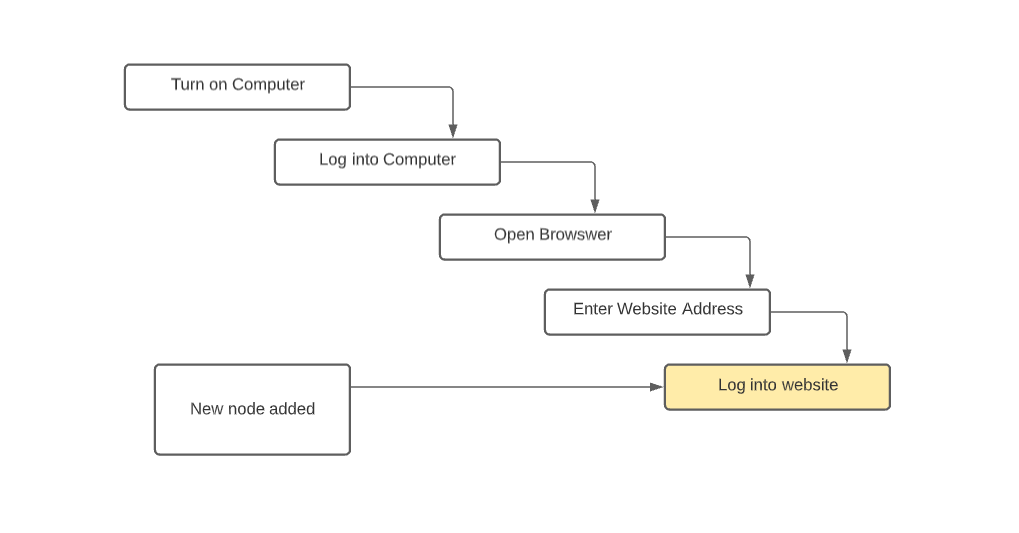 Turn on Computer
Log into Computer
Open Browswer
Enter Website Address
Log into website
New node added